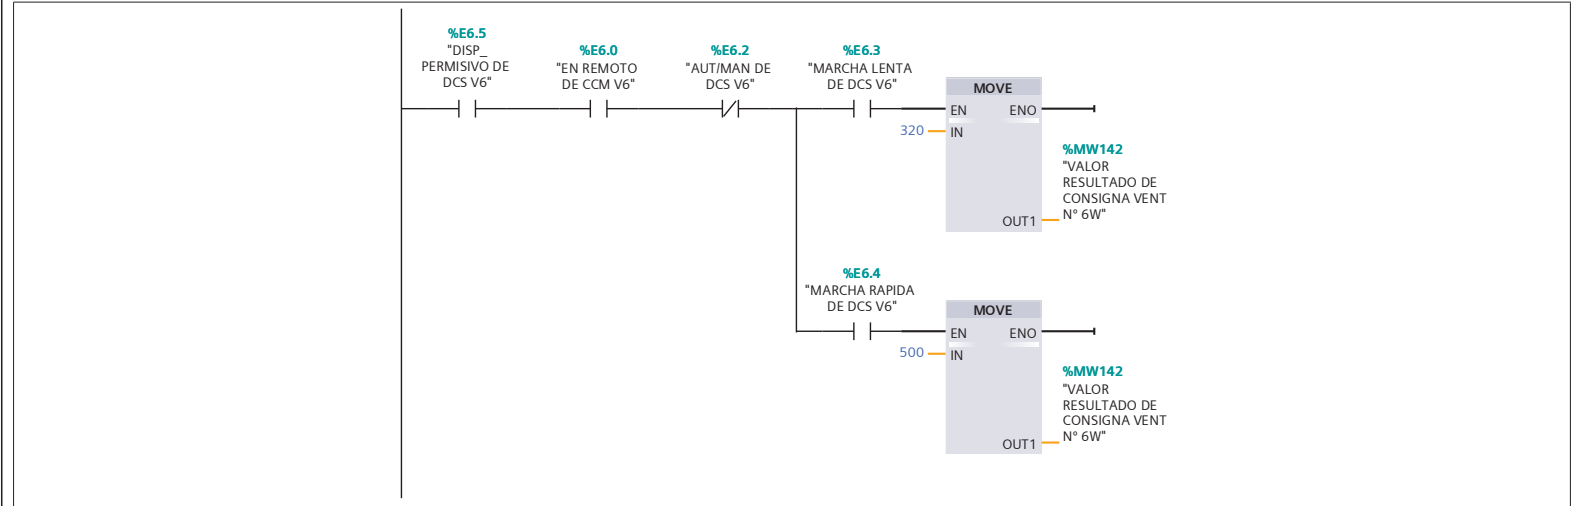 %E6.5
"DISP_
PERMISIVO DE
DCS V6"
%E6.0
"EN REMOTO
DE CCM V6"
%E6.2
"AUT/MAN DE
DCS V6"
%E6.3
"MARCHA LENTA
DE DCS V6"
MOVE
EN
ENO
320
IN
%MW142
"VALOR
RESULTADO DE
CONSIGNA VENT
N° 6W"
OUT1
%E6.4
"MARCHA RAPIDA
DE DCS V6"
MOVE
EN
ENO
500
IN
%MW142
"VALOR
RESULTADO DE
CONSIGNA VENT
N° 6W"
OUT1